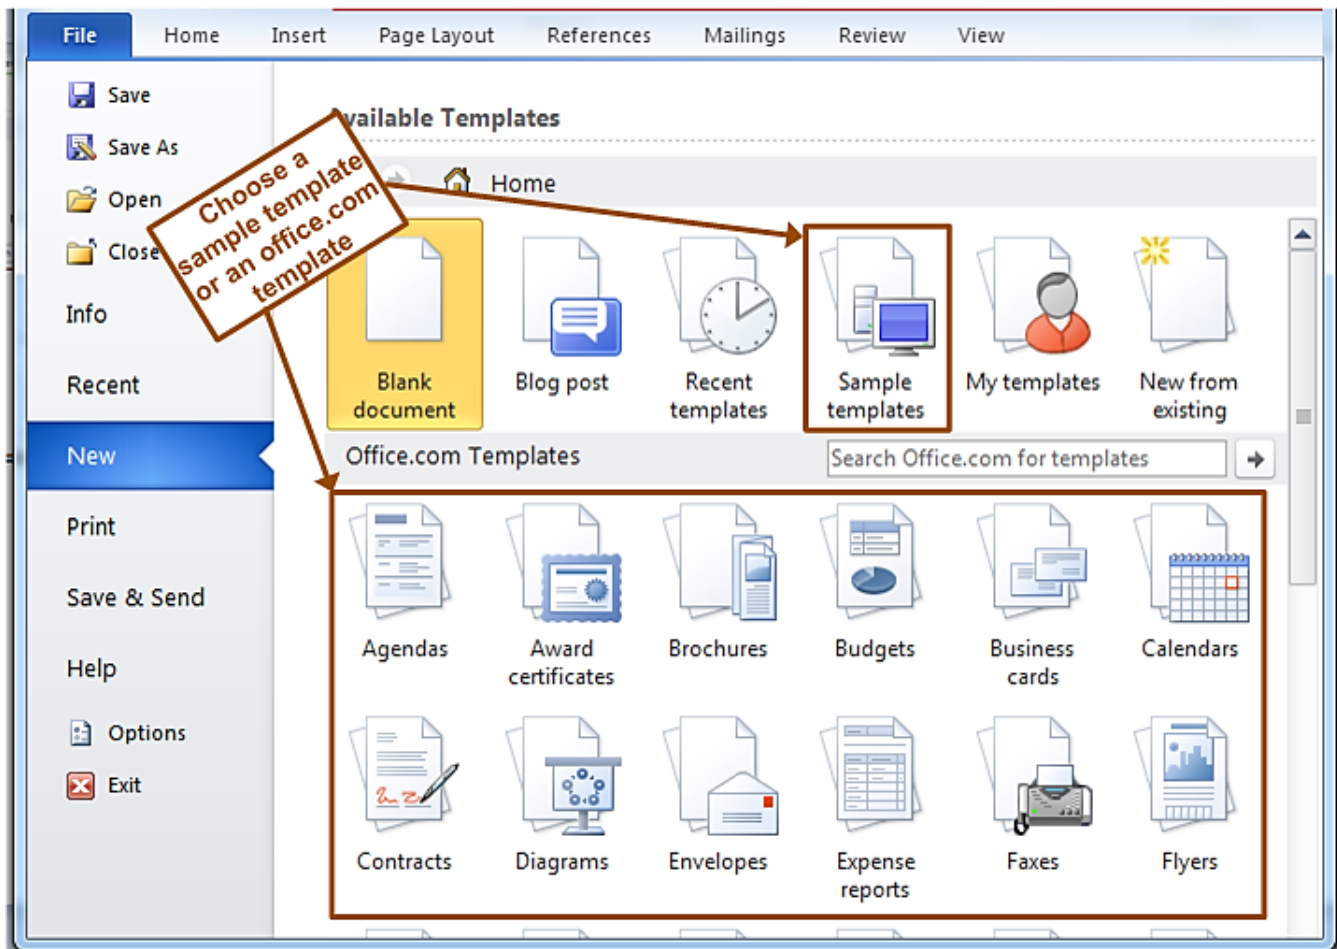 File Home Insert Page Layout References Mailings Review View
Save
Save As
Open
Close
Info
Recent
New
Print
Save & Send
Help
Options
Exit
Choose a
sample template
or an office.com
template
Available Templates
Home
Blank
document
Blog post
Recent
templates
Sample
templates
My templates
New from
existing
Office.com Templates
Search Office.com for templates
Agendas
Award
certificates
Brochures
Budgets
Business
cards
Calendars
Contracts
Diagrams
Envelopes
Expense
reports
Faxes
Flyers